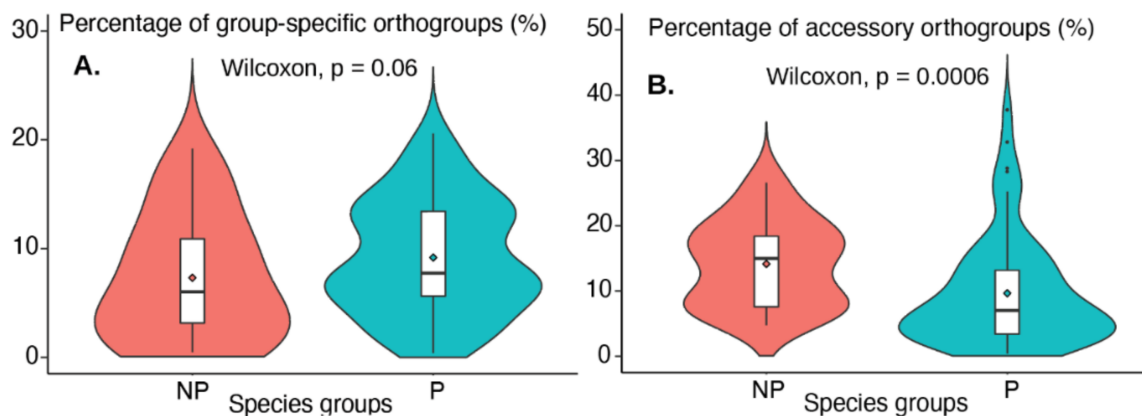 Percentage of group-specific orthogroups (%)
A.
Wilcoxon, p = 0.06
30
20
10
0
NP
P
Species groups
Percentage of accessory orthogroups (%)
B.
Wilcoxon, p = 0.0006
50
40
30
20
10
0
NP
P
Species groups